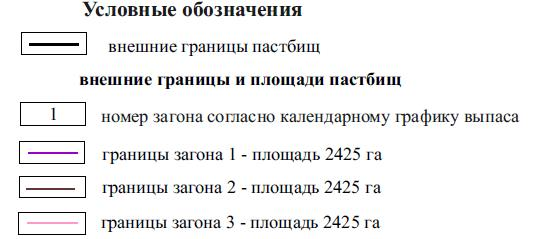 Условные обозначения
внешние границы пастбищ
внешние границы и площади пастбищ
1 номер загона согласно календарному графику выпаса
границы загона 1 - площадь 2425 га
границы загона 2 - площадь 2425 га
границы загона 3 - площадь 2425 га